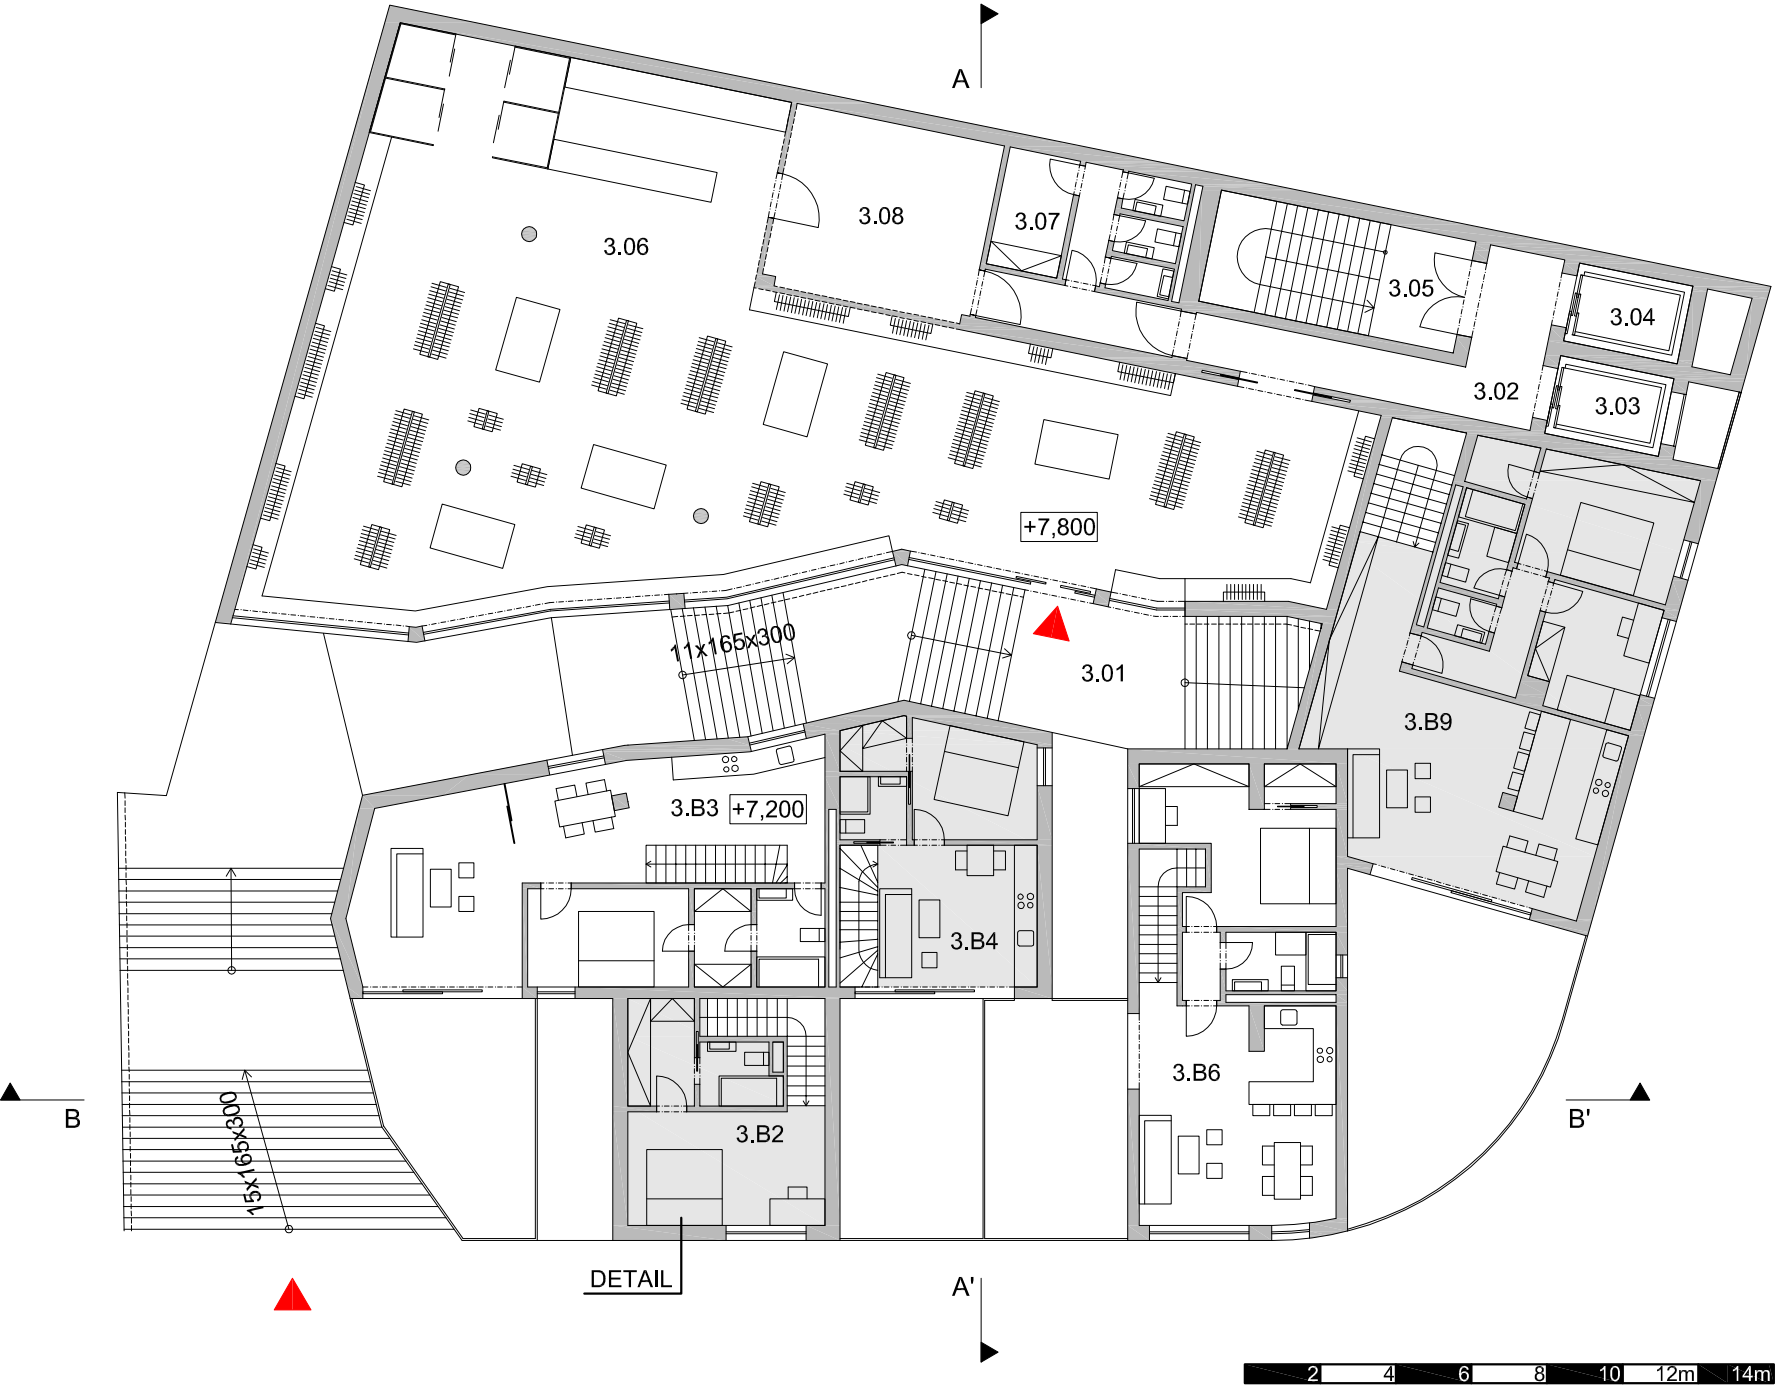 A
3.08
3.07
3.06
3.05
3.04
3.02
3.03
+7,800
11x165x300
3.01
3.B9
3.B3
+7,200
3.B4
3.B6
B
15x165x300
3.B2
B'
DETAIL
A'
2 4 6 8 10 12m 14m